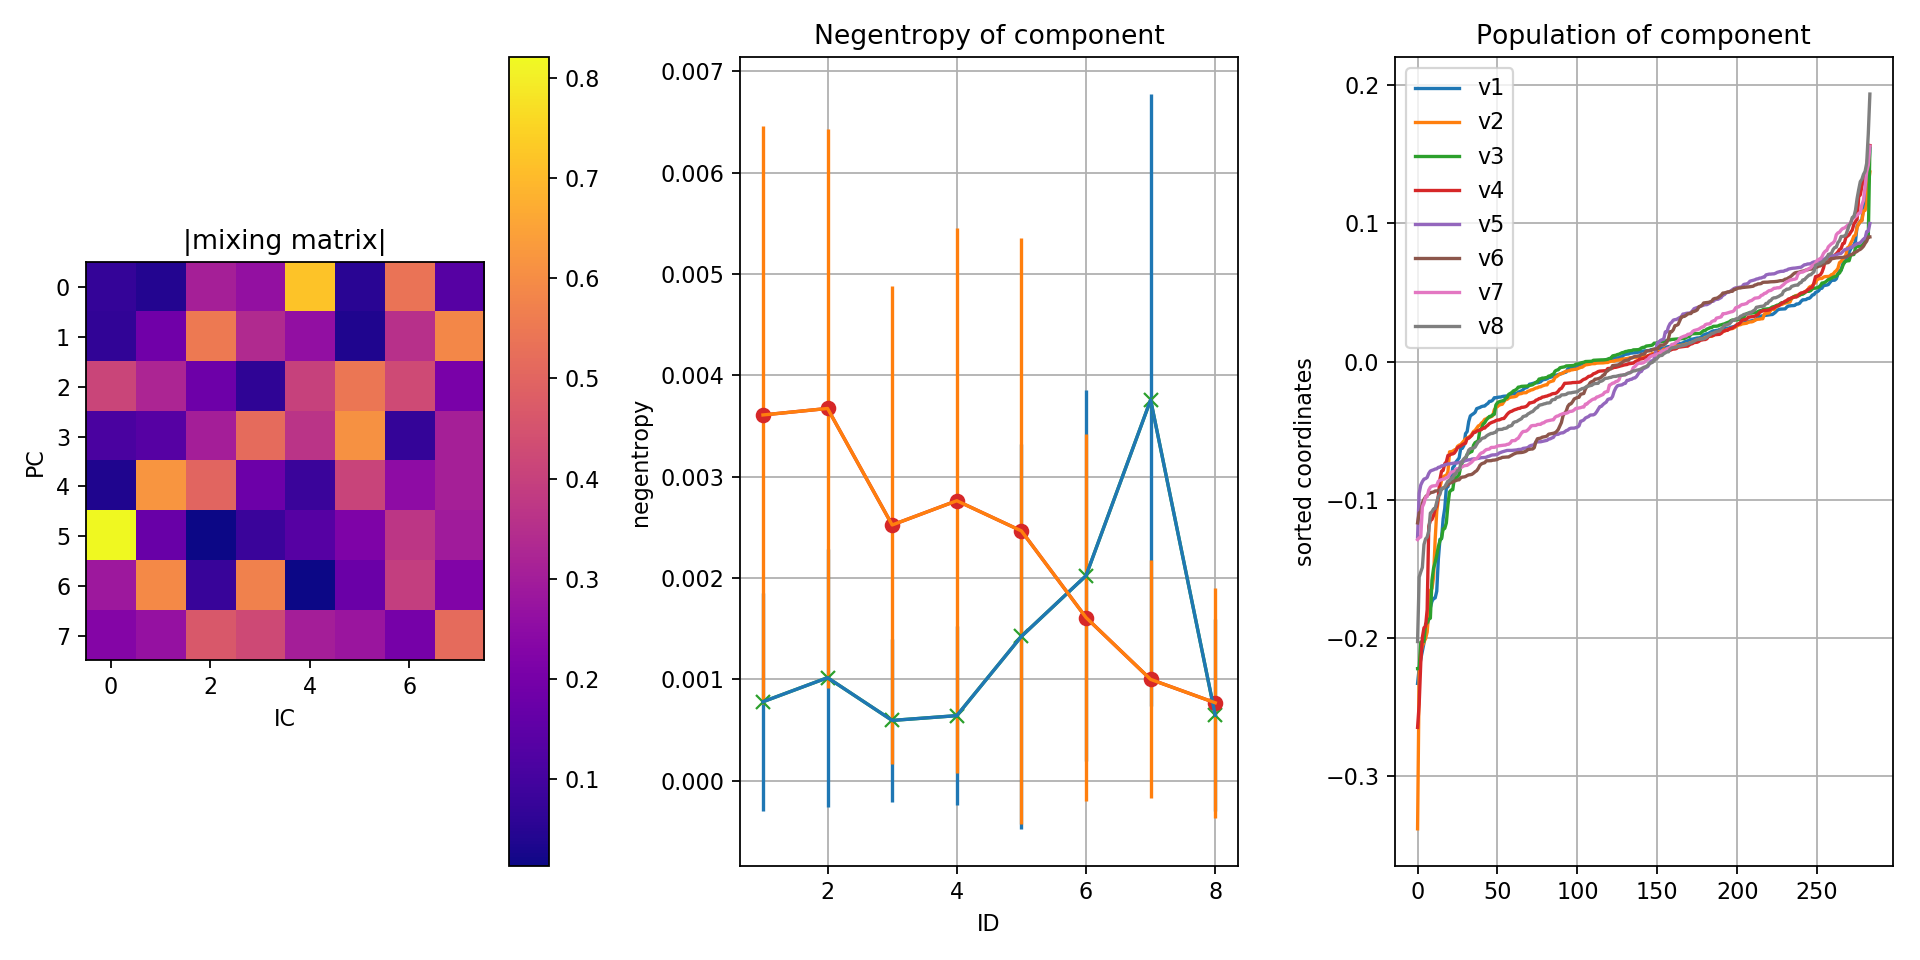 |mixing matrix|
PC
0
1
2
3
4
5
6
7
0 2 4 6
IC
0.8
0.7
0.6
0.5
0.4
0.3
0.2
0.1
Negentropy of component
negentropy
0.007
0.006
0.005
0.004
0.003
0.002
0.001
0.000
2 4 6 8
ID
Population of component
sorted coordinates
0.2
0.1
0.0
−0.1
−0.2
−0.3
v1
v2
v3
v4
v5
v6
v7
v8
0 50 100 150 200 250